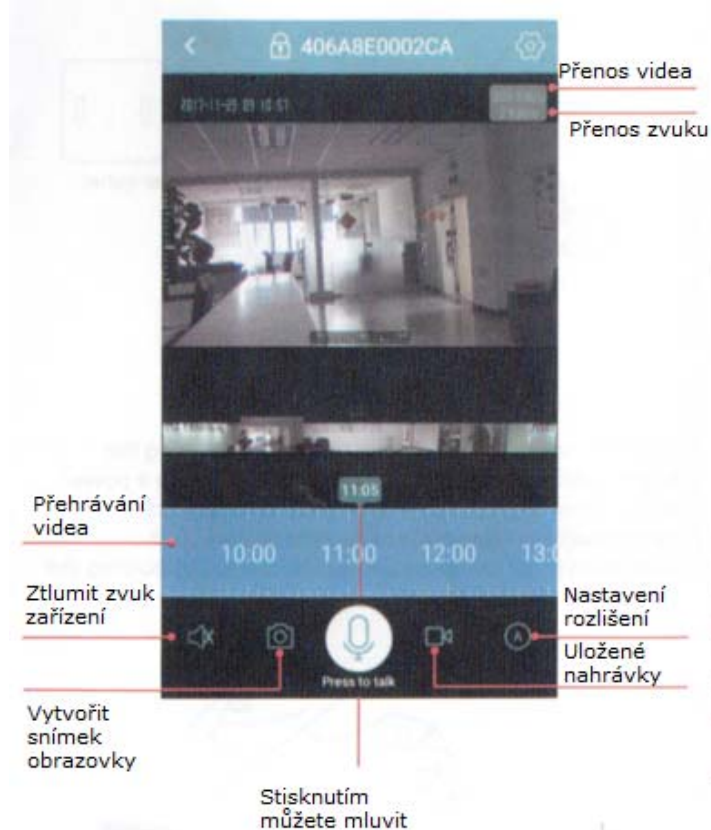 406A8E0002CA
Přenos videa
Přenos zvuku
11:05
Přehrávání
videa
10:00 11:00 12:00
Ztlumit zvuk
zařízení
Nastavení
rozlišení
A
Uložené
nahrávky
Press to talk
Vytvořit
snímek
obrazovky
Stisknutím
můžete mluvit